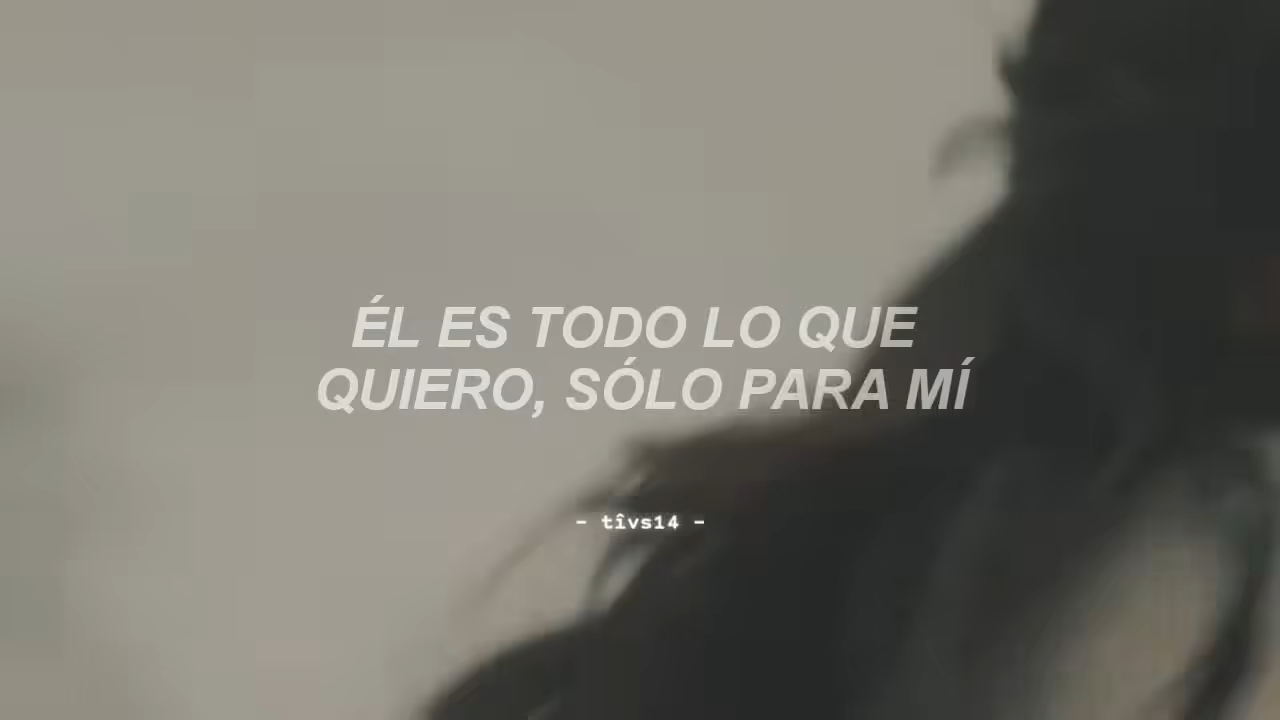 ÉL ES TODO LO QUE
QUIERO, SÓLO PARA MÍ
- tîvs14 -